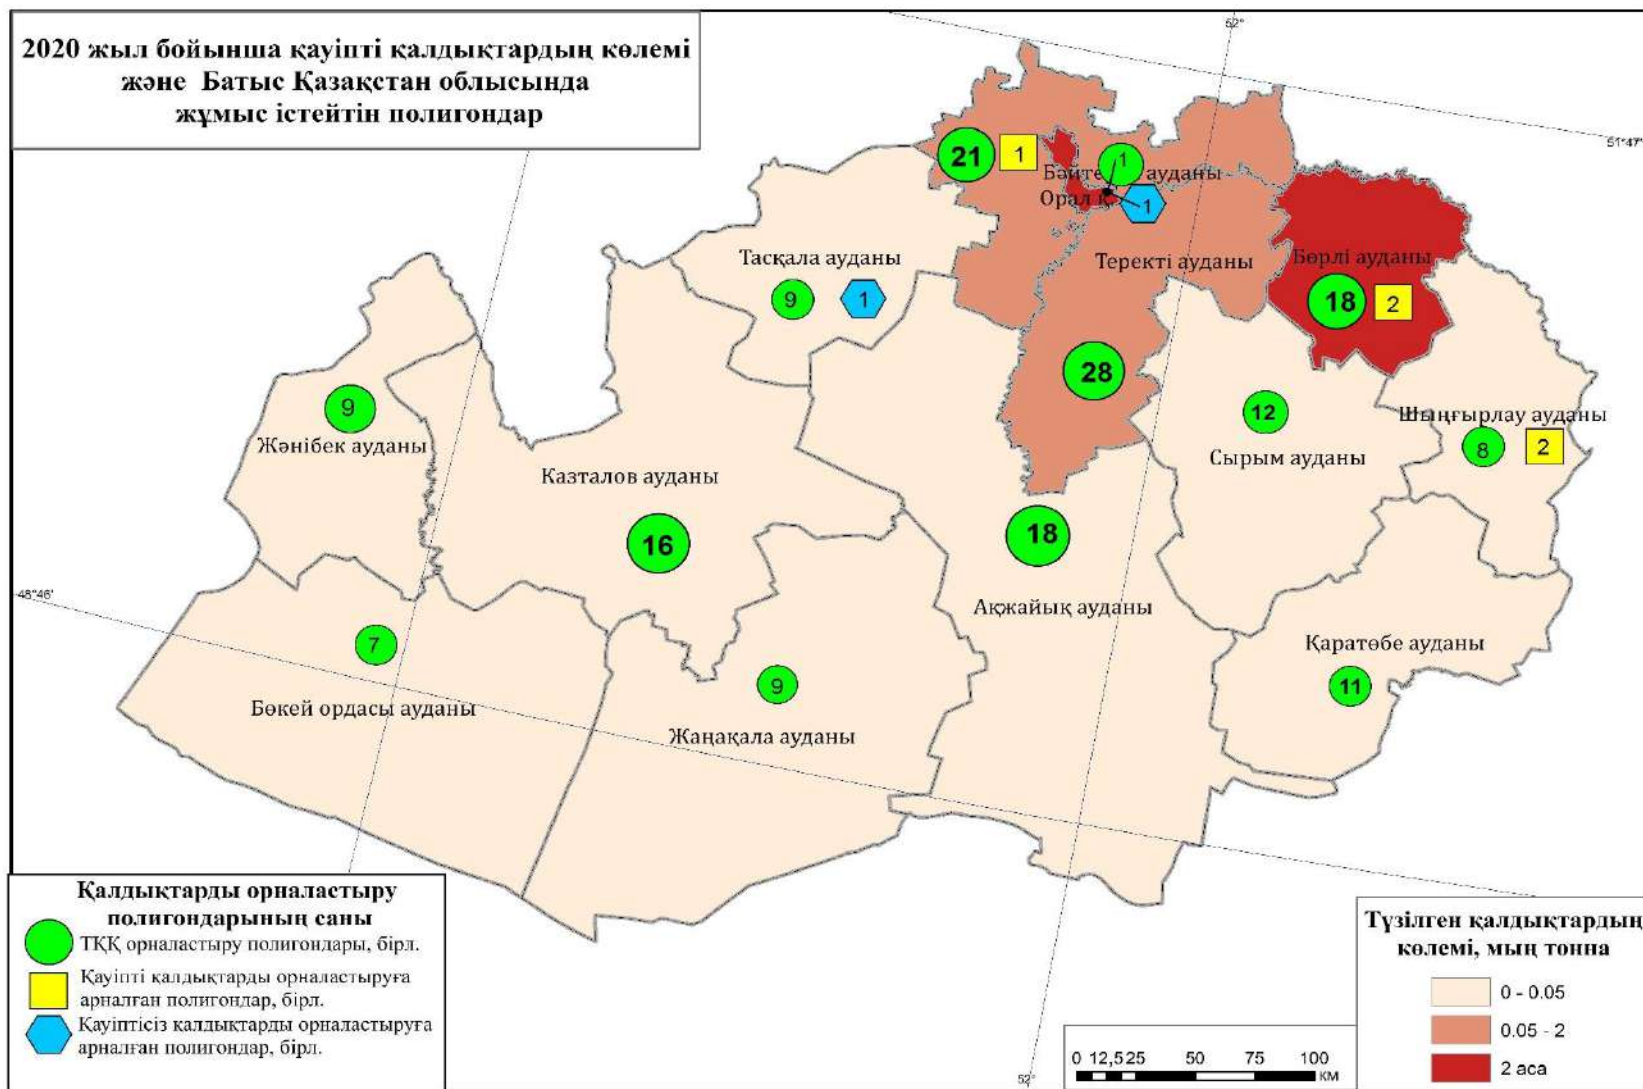 2020 жыл бойынша қауіпті қалдықтардың көлемі
және Батыс Қазақстан облысында
жұмыс істейтін полигондар
52°
51°47'
21
1
1
ауданы
Орал қ.
1
Тасқала ауданы
9
1
Теректі ауданы
Бөрлі ауданы
18
2
28
9
Жәнібек ауданы
12
Сырым ауданы
Шыңғырлау ауданы
8
2
Казталов ауданы
16
18
Ақжайық ауданы
48°46'
7
Бөкей ордасы ауданы
9
Жаңақала ауданы
Қаратөбе ауданы
11
Қалдықтарды орналастыру
полигондарының саны
ТҚҚ орналастыру полигондары, бірл.
Қауіпті қалдықтарды орналастыруға
арналған полигондар, бірл.
Қауіптісіз қалдықтарды орналастыруға
арналған полигондар, бірл.
52°
0 12,5 25 50 75 100
КМ
Түзілген қалдықтардың
көлемі, мың тонна
0 - 0.05
0.05 - 2
2 аса